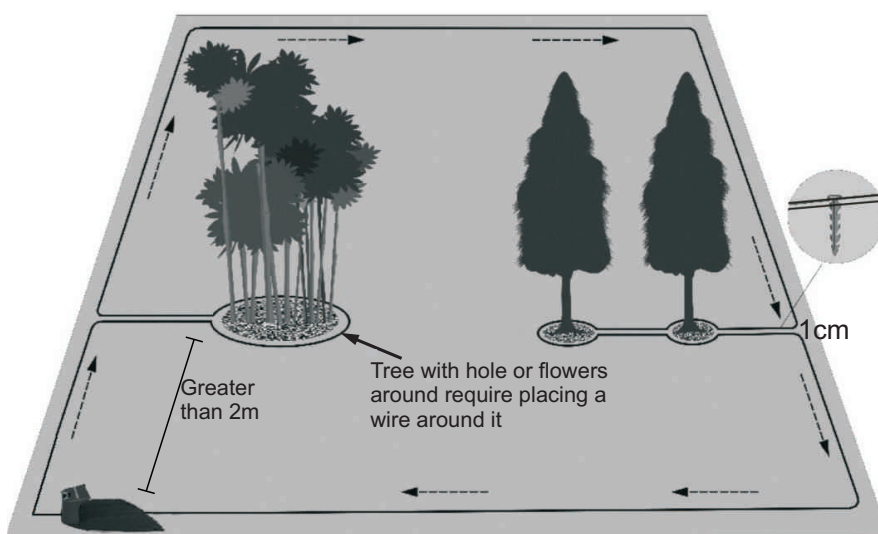 1cm
Greater
than 2m
Tree with hole or flowers
around require placing a
wire around it